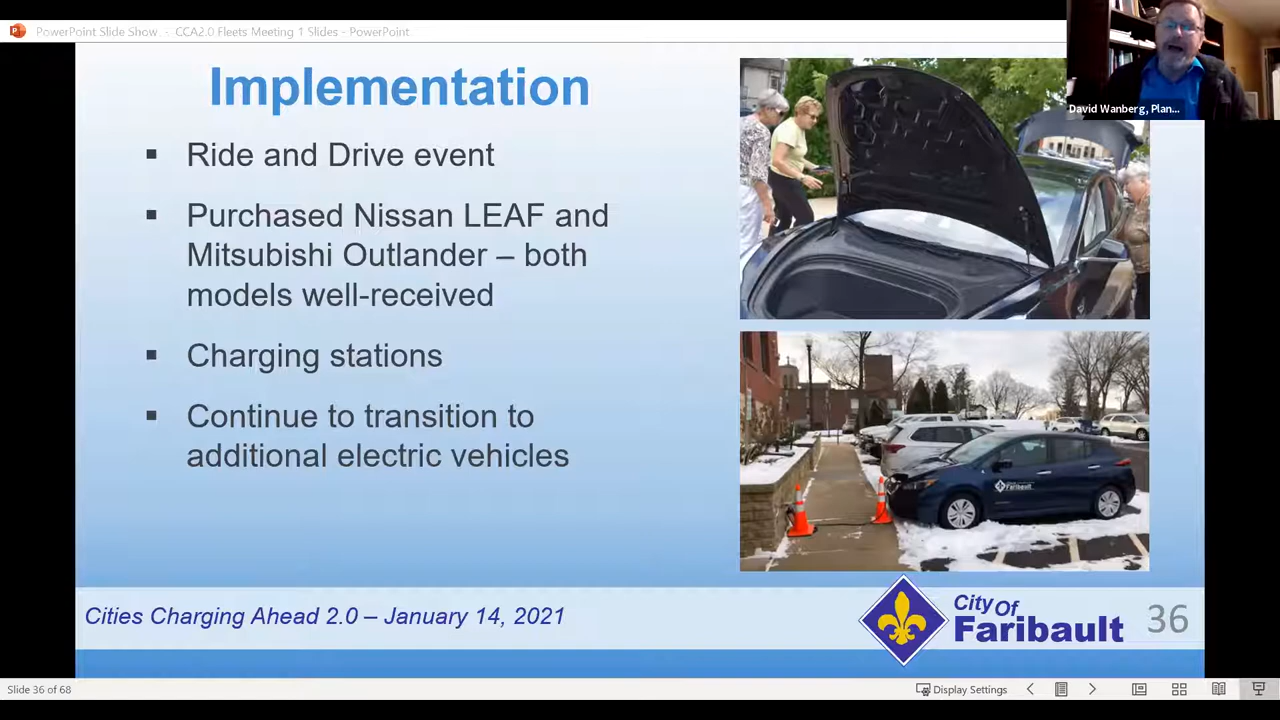 PowerPoint Slide Show - CCA2.0 Fleets Meeting 1 Slides - PowerPoint
David Wanberg, Plan...
Implementation
▪ Ride and Drive event
▪ Purchased Nissan LEAF and
Mitsubishi Outlander – both
models well-received
▪ Charging stations
▪ Continue to transition to
additional electric vehicles
Faribault
Cities Charging Ahead 2.0 – January 14, 2021
City Of
Faribault
36
Slide 36 of 68
Display Settings